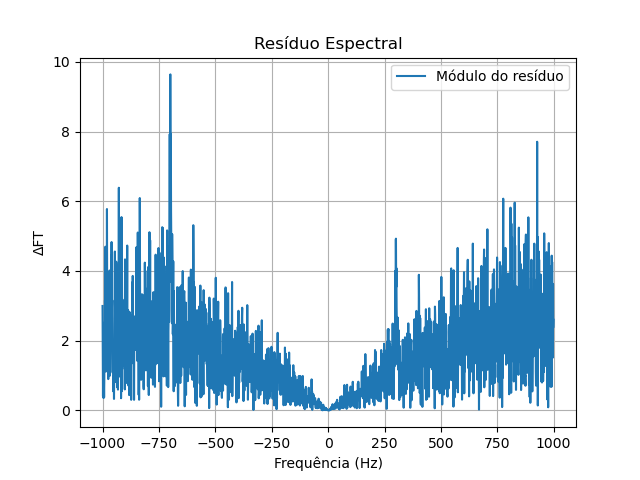 Resíduo Espectral
Módulo do resíduo
10
8
6
4
2
0
ΔFT
−1000 −750 −500 −250 0 250 500 750 1000
Frequência (Hz)